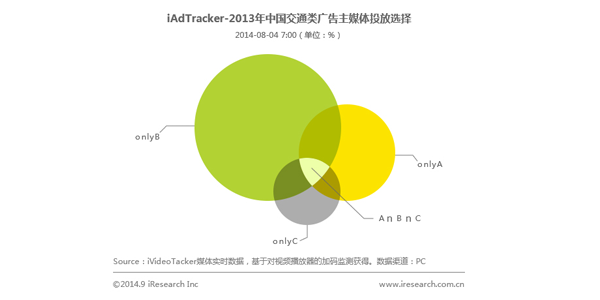 iAdTracker-2013年中国交通类广告主媒体投放选择
2014-08-04 7:00（单位：%）
onlyB
onlyA
A∩B∩C
onlyC
Source：iVideoTacker媒体实时数据，基于对视频播放器的加码监测获得。数据渠道：PC
©2014.9 iResearch Inc
www.iresearch.com.cn